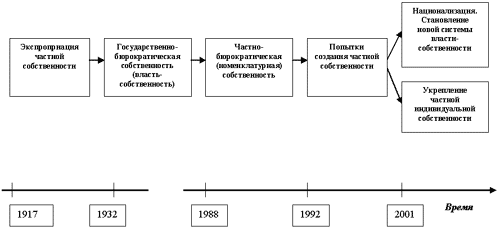 Экспроприация
частной
собственности
Государственно-
бюрократическая
собственность
(власть-
собственность)
Частно-
бюрократическая
(номенклатурная)
собственность
Попытки
создания частной
собственности
Национализация.
Становление
новой системы
власти-
собственности
Укрепление
частной
индивидуальной
собственности
1917
1932
1988
1992
2001
Время